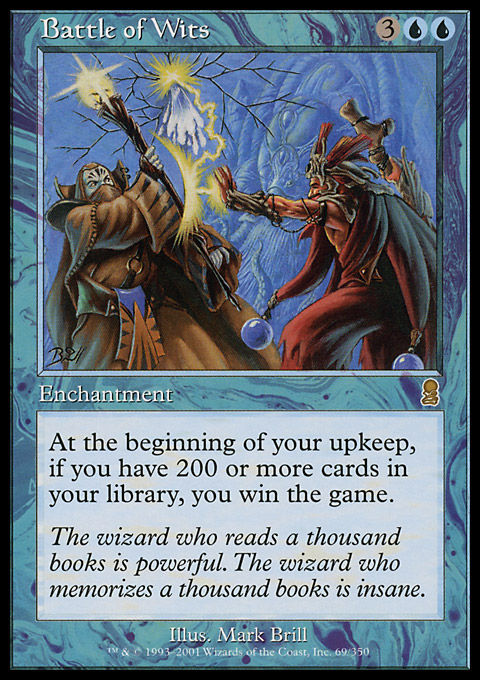 Battle of Wits 3
Enchantment
At the beginning of your upkeep,
if you have 200 or more cards in
your library, you win the game.
The wizard who reads a thousand
books is powerful. The wizard who
memorizes a thousand books is insane.
Illus. Mark Brill
™ & © 1993-2001 Wizards of the Coast, Inc. 69/350